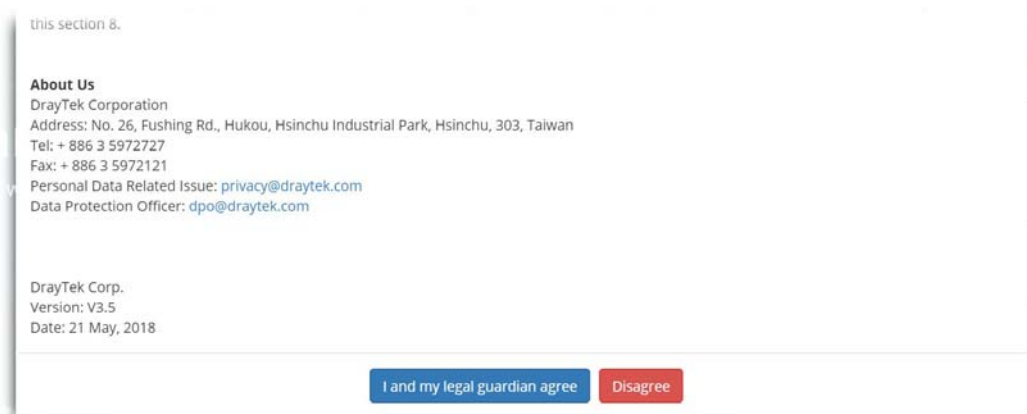 this section 8.
About Us
DrayTek Corporation
Address: No. 26, Fushing Rd., Hukou, Hsinchu Industrial Park, Hsinchu, 303, Taiwan
Tel: + 886 3 5972727
Fax: + 886 3 5972121
Personal Data Related Issue: privacy@draytek.com
Data Protection Officer: dpo@draytek.com
DrayTek Corp.
Version: V3.5
Date: 21 May, 2018
I and my legal guardian agree Disagree